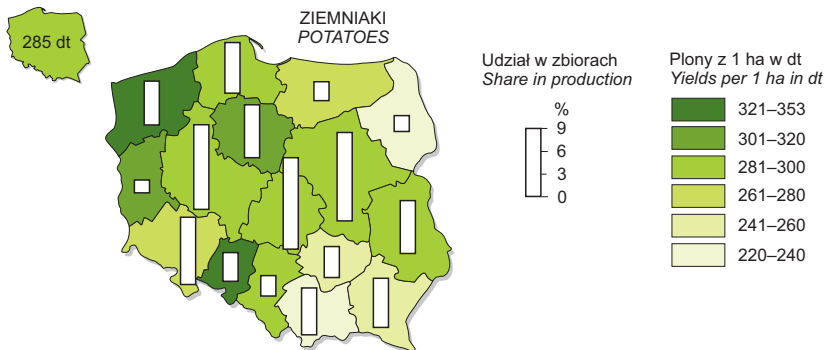 285 dt
ZIEMNIAKI
POTATOES
Udział w zbiorach
Share in production
%
9
6
3
0
Plony z 1 ha w dt
Yields per 1 ha in dt
321–353
301–320
281–300
261–280
241–260
220–240